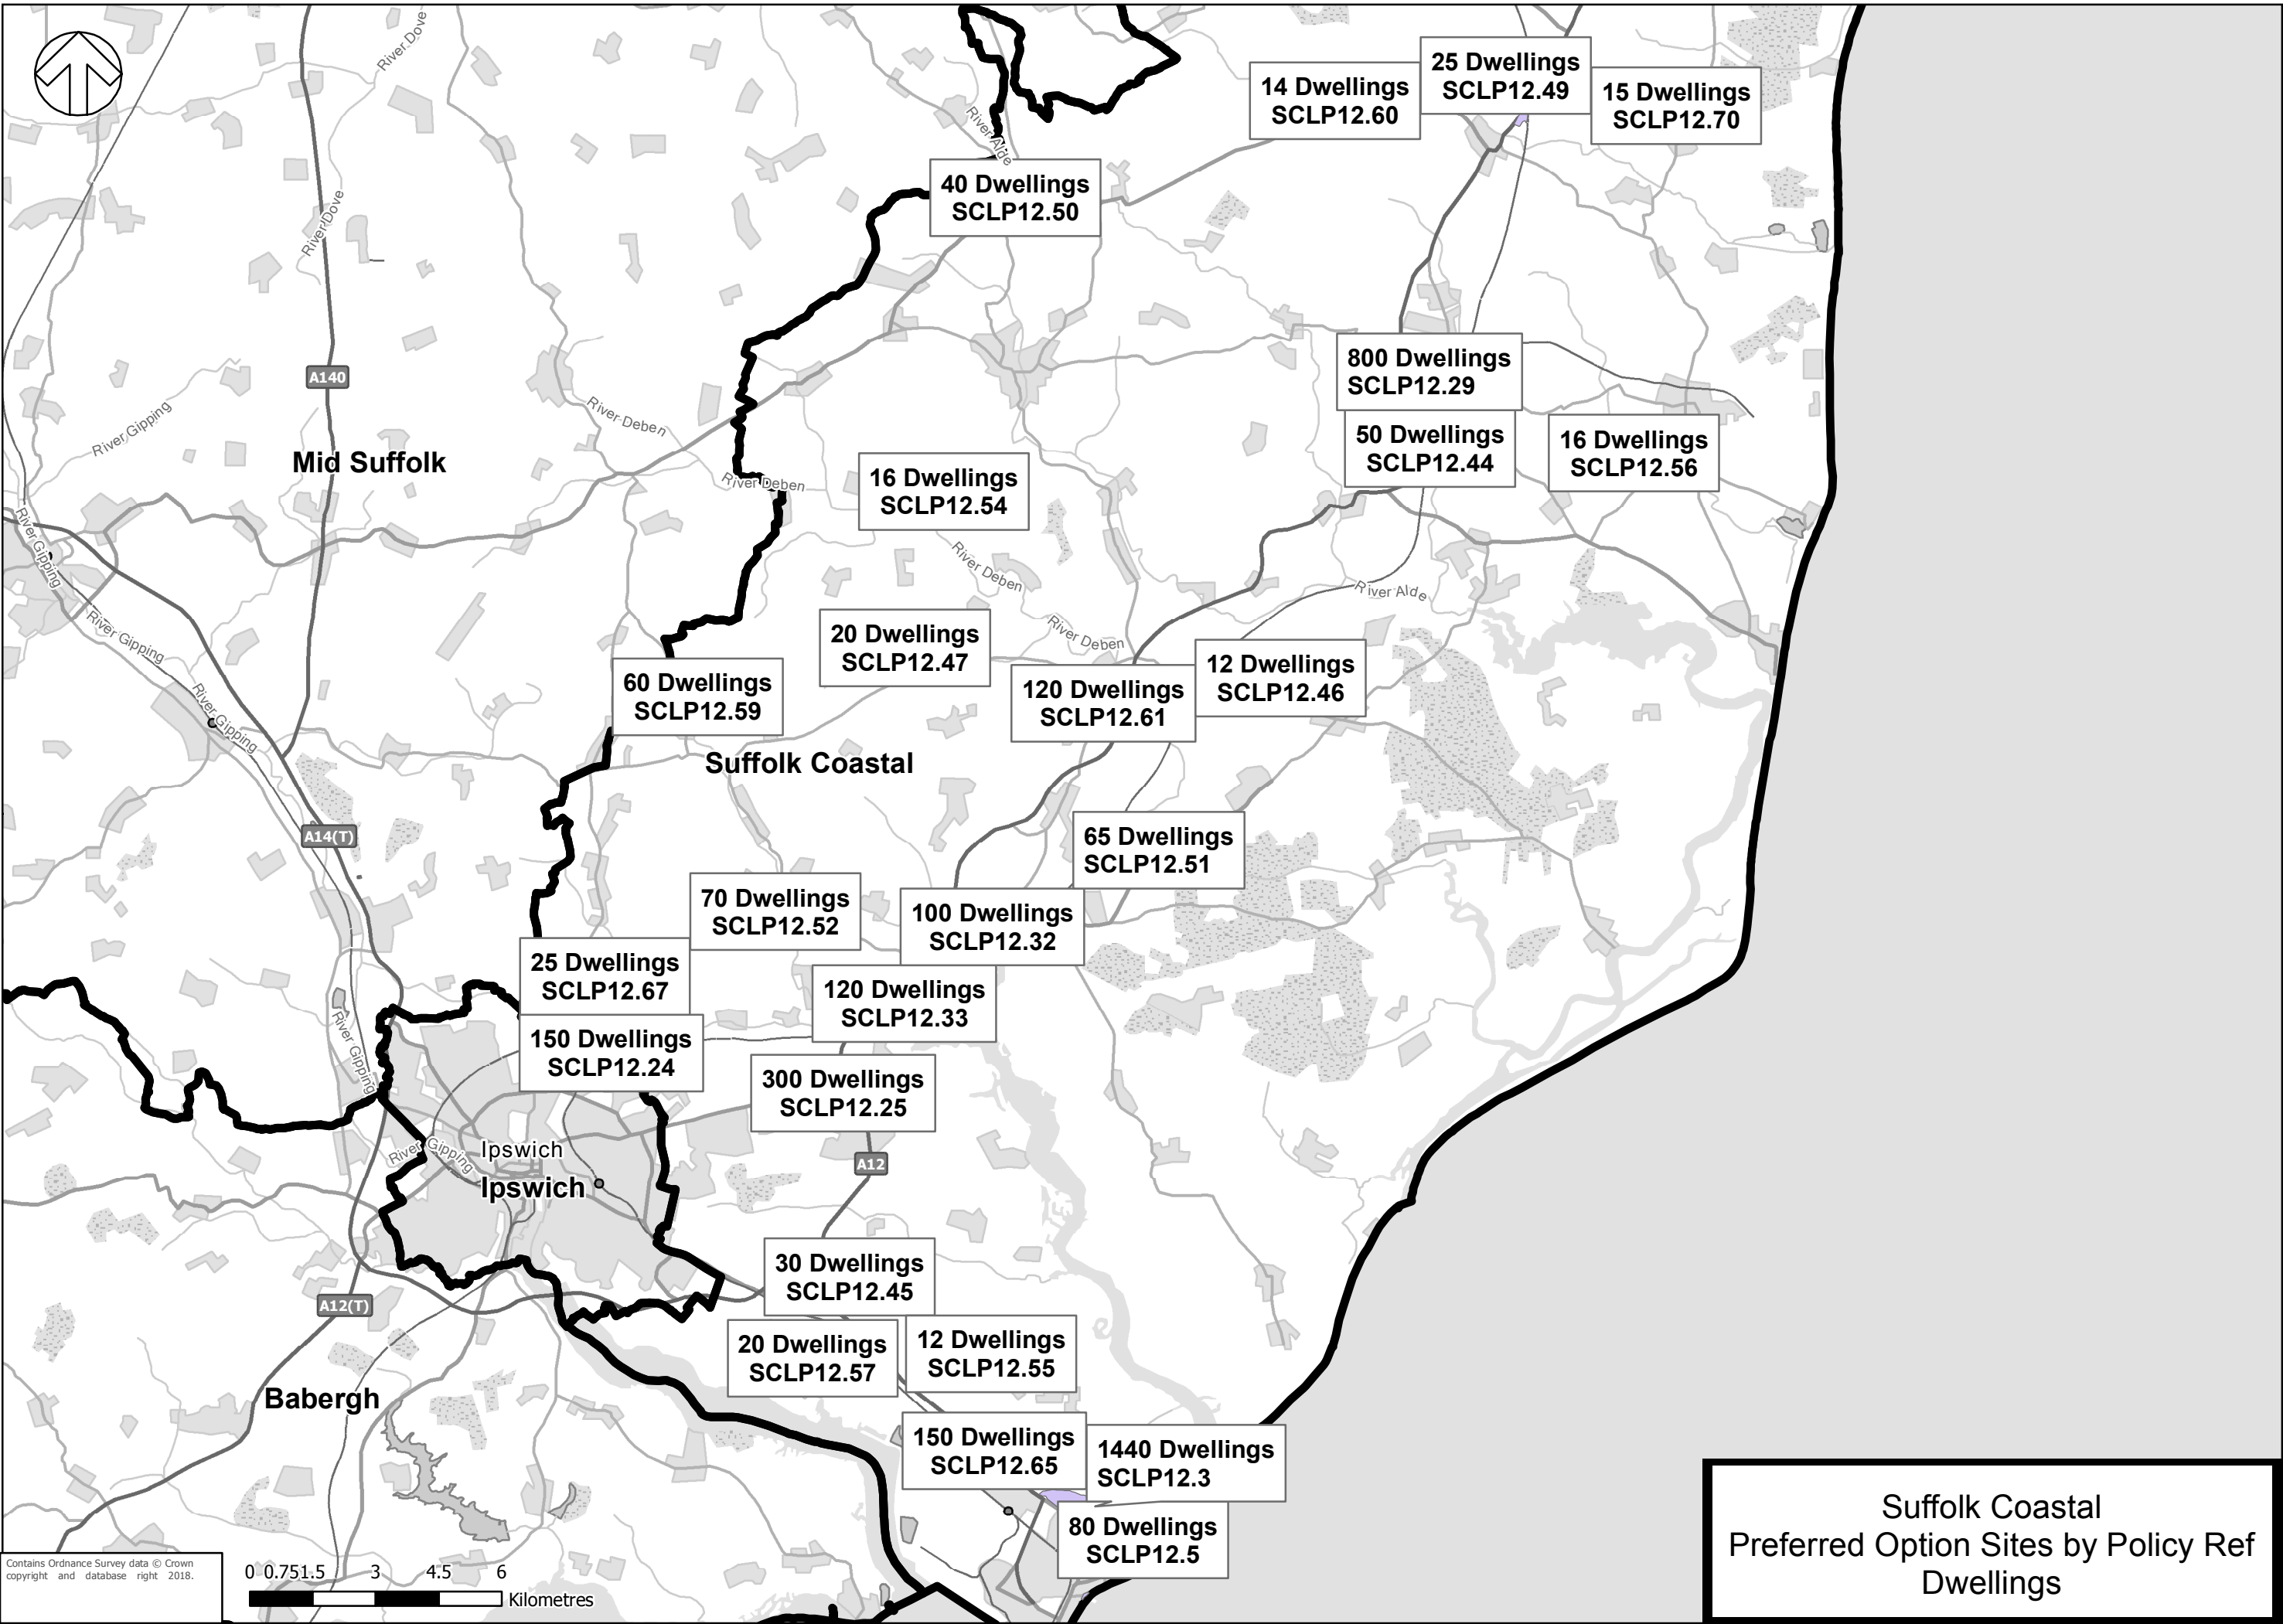 River Dove
25 Dwellings
SCLP12.49
14 Dwellings
SCLP12.60
15 Dwellings
SCLP12.70
River Alde
40 Dwellings
SCLP12.50
River Dove
A140
800 Dwellings
SCLP12.29
River Gipping
River Deben
50 Dwellings
SCLP12.44
16 Dwellings
SCLP12.56
Mid Suffolk
River Deben
16 Dwellings
SCLP12.54
River Gipping
River Deben
River Alde
River Gipping
20 Dwellings
SCLP12.47
River Deben
12 Dwellings
SCLP12.46
60 Dwellings
SCLP12.59
120 Dwellings
SCLP12.61
River Gipping
Suffolk Coastal
A14(T)
65 Dwellings
SCLP12.51
70 Dwellings
SCLP12.52
100 Dwellings
SCLP12.32
25 Dwellings
SCLP12.67
120 Dwellings
SCLP12.33
River Gipping
150 Dwellings
SCLP12.24
300 Dwellings
SCLP12.25
River Gipping
Ipswich
A12
Ipswich
30 Dwellings
SCLP12.45
A12(T)
20 Dwellings
SCLP12.57
12 Dwellings
SCLP12.55
Babergh
150 Dwellings
SCLP12.65
1440 Dwellings
SCLP12.3
80 Dwellings
SCLP12.5
Suffolk Coastal
Preferred Option Sites by Policy Ref
Dwellings
Contains Ordnance Survey data © Crown
copyright and database right 2018.
0 0.751.5 3 4.5 6
Kilometres